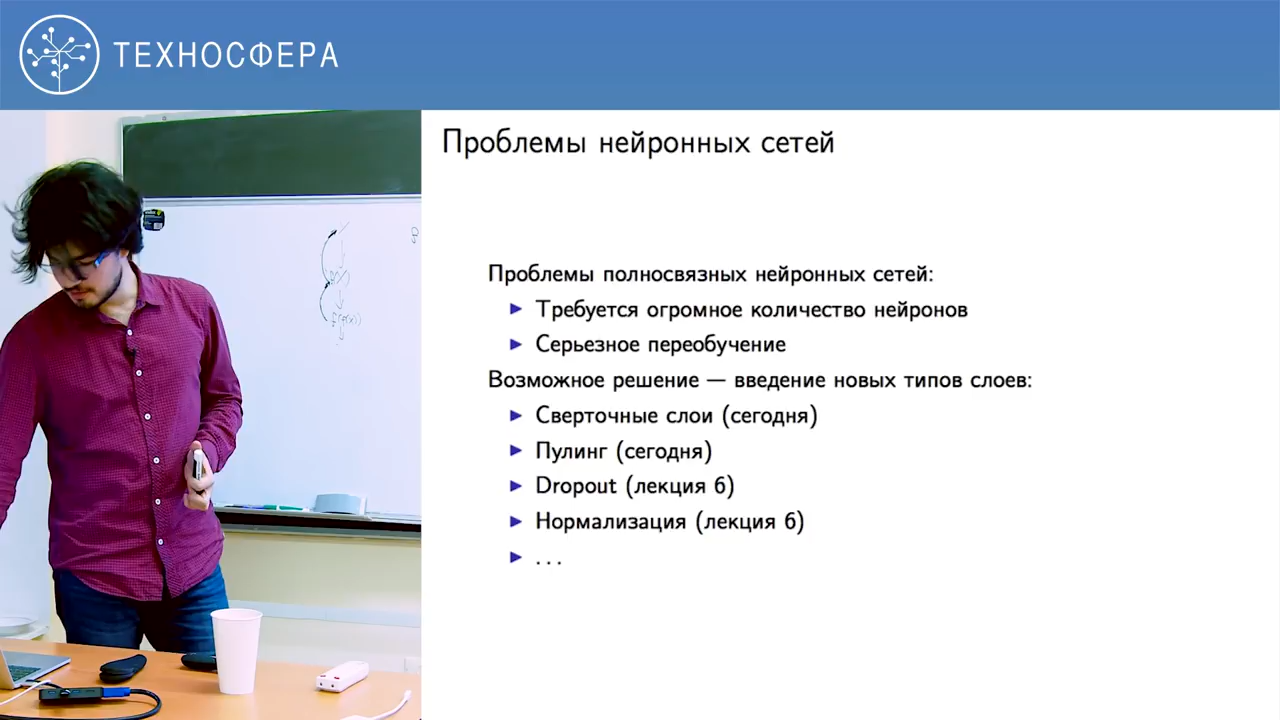 ТЕХНОСФЕРА
Проблемы нейронных сетей
Проблемы полносвязных нейронных сетей:
Требуется огромное количество нейронов
Серьезное переобучение
Возможное решение — введение новых типов слоев:
Сверточные слои (сегодня)
Пулинг (сегодня)
Dropout (лекция 6)
Нормализация (лекция 6)
. . .